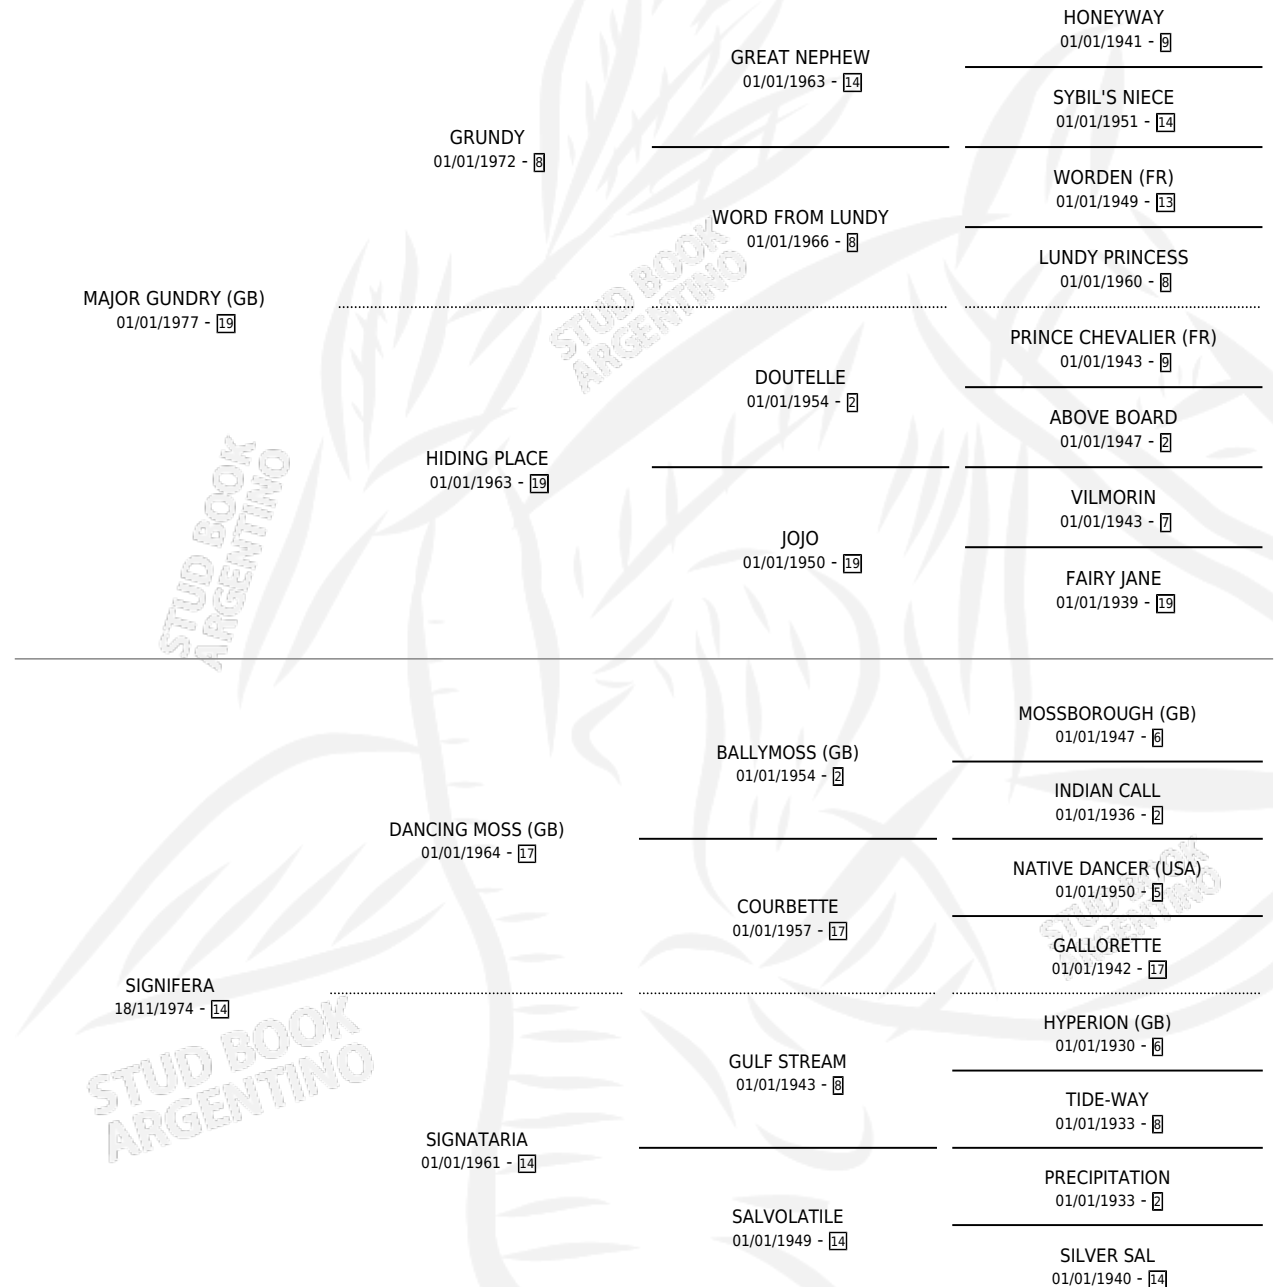 HONEYWAY
01/01/1941 - 9
GREAT NEPHEW
01/01/1963 - 14
SYBIL'S NIECE
01/01/1951 - 14
GRUNDY
01/01/1972 - 8
WORDEN (FR)
01/01/1949 - 13
WORD FROM LUNDY
01/01/1966 - 8
LUNDY PRINCESS
01/01/1960 - 8
MAJOR GUNDRY (GB)
01/01/1977 - 19
STUD BOOK
ARGENTINO
PRINCE CHEVALIER (FR)
01/01/1943 - 9
DOUTELLE
01/01/1954 - 2
ABOVE BOARD
01/01/1947 - 2
HIDING PLACE
01/01/1963 - 19
VILMORIN
01/01/1943 - 7
JOJO
01/01/1950 - 19
FAIRY JANE
01/01/1939 - 19
STUD BOOK
ARGENTINO
MOSSBOROUGH (GB)
01/01/1947 - 6
BALLYMOSS (GB)
01/01/1954 - 2
INDIAN CALL
01/01/1936 - 2
DANCING MOSS (GB)
01/01/1964 - 17
NATIVE DANCER (USA)
01/01/1950 - 5
COURBETTE
01/01/1957 - 17
STUD BOOK
ARGENTINO
GALLORETTE
01/01/1942 - 17
SIGNIFERA
18/11/1974 - 14
STUD BOOK
ARGENTINO
HYPERION (GB)
01/01/1930 - 6
GULF STREAM
01/01/1943 - 8
TIDE-WAY
01/01/1933 - 8
SIGNATARIA
01/01/1961 - 14
PRECIPITATION
01/01/1933 - 2
SALVOLATILE
01/01/1949 - 14
SILVER SAL
01/01/1940 - 14